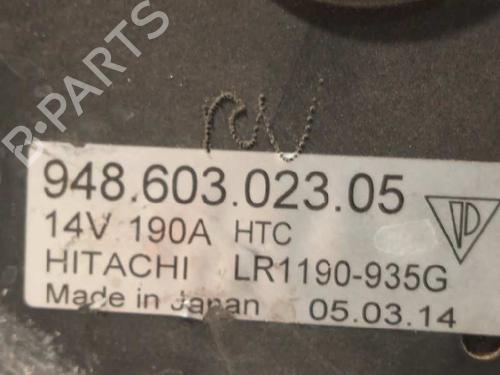 B-PARTS
948.603.023.05
14V 190A HTC
HITACHI LR1190-935G
Made in Japan 05.03.14